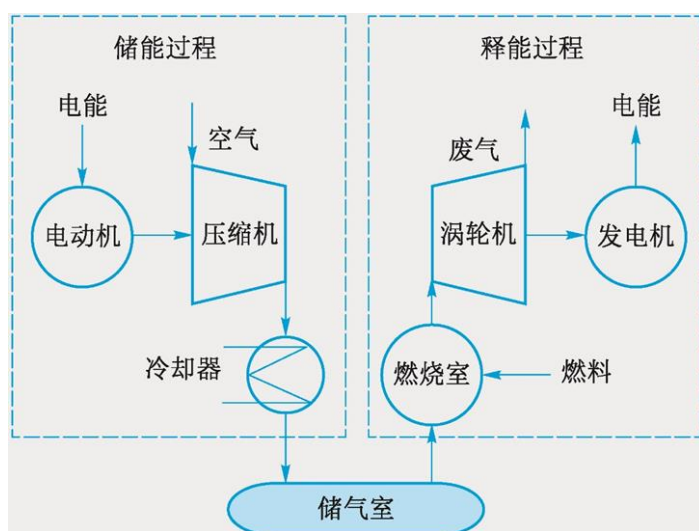 储能过程
释能过程
电能
空气
电动机
压缩机
冷却器
废气
电能
涡轮机
发电机
燃烧室
燃料
储气室